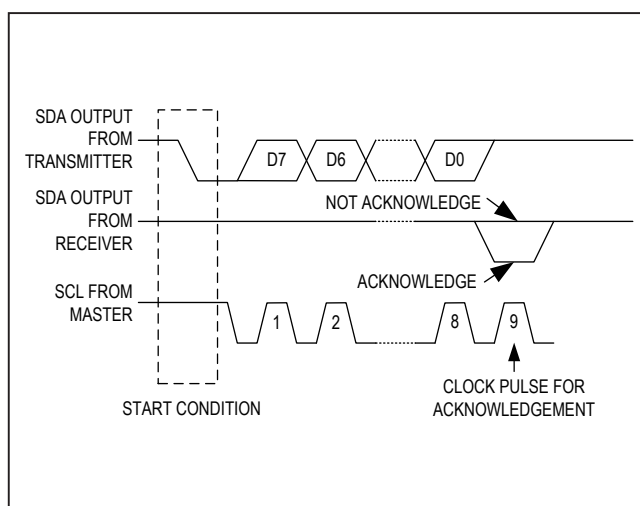 SDA OUTPUT
FROM
TRANSMITTER
D7
D6
D0
SDA OUTPUT
FROM
RECEIVER
NOT ACKNOWLEDGE
ACKNOWLEDGE
SCL FROM
MASTER
1
2
8
9
START CONDITION
CLOCK PULSE FOR
ACKNOWLEDGEMENT